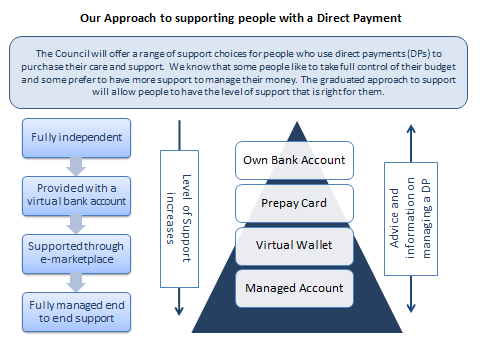 Our Approach to supporting people with a Direct Payment
The Council will offer a range of support choices for people who use direct payments (DPs) to
purchase their care and support. We know that some people like to take full control of their budget
and some prefer to have more support to manage their money. The graduated approach to support
will allow people to have the level of support that is right for them.
Fully independent
Provided with a
virtual bank account
Supported through
e-marketplace
Fully managed end
to end support
Level of Support
increases
Own Bank Account
Prepay Card
Virtual Wallet
Managed Account
Advice and
information on
managing a DP